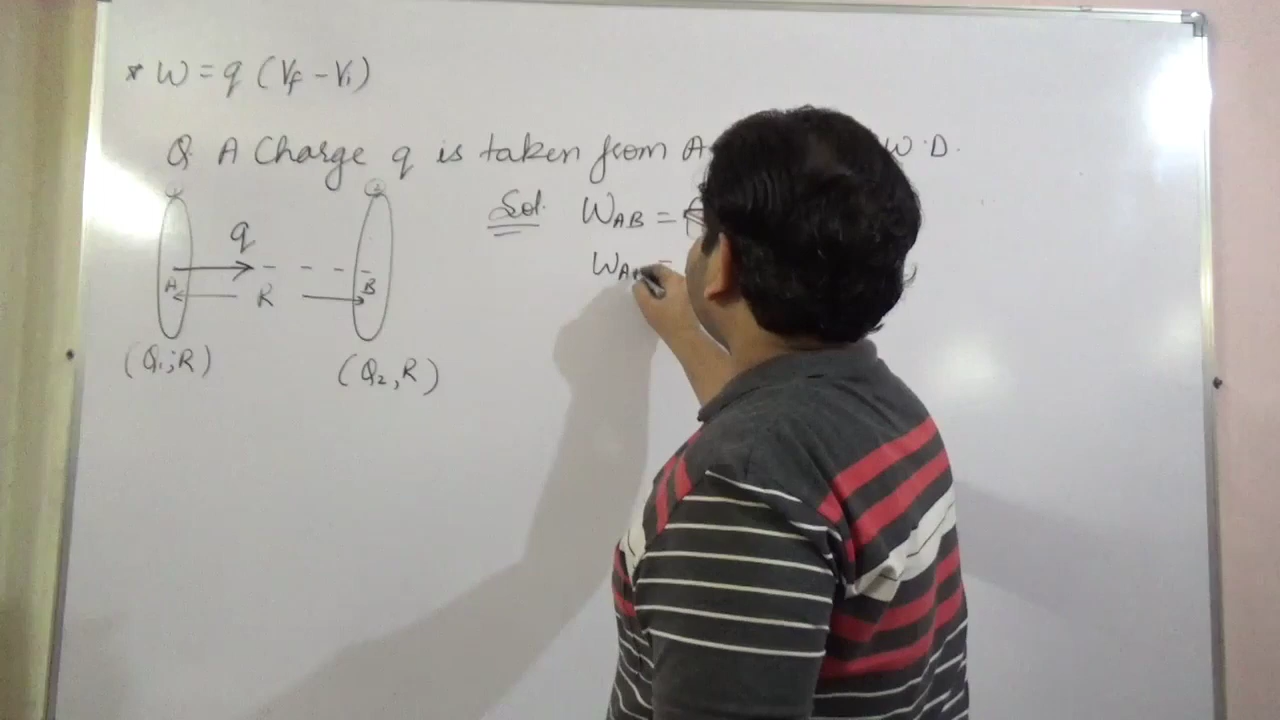 * W = q (Vf - Vi)
Q. A Charge q is taken from A W.D.
Sol. WAB =
WA =
q
A B
R
(Q1; R) (Q2, R)